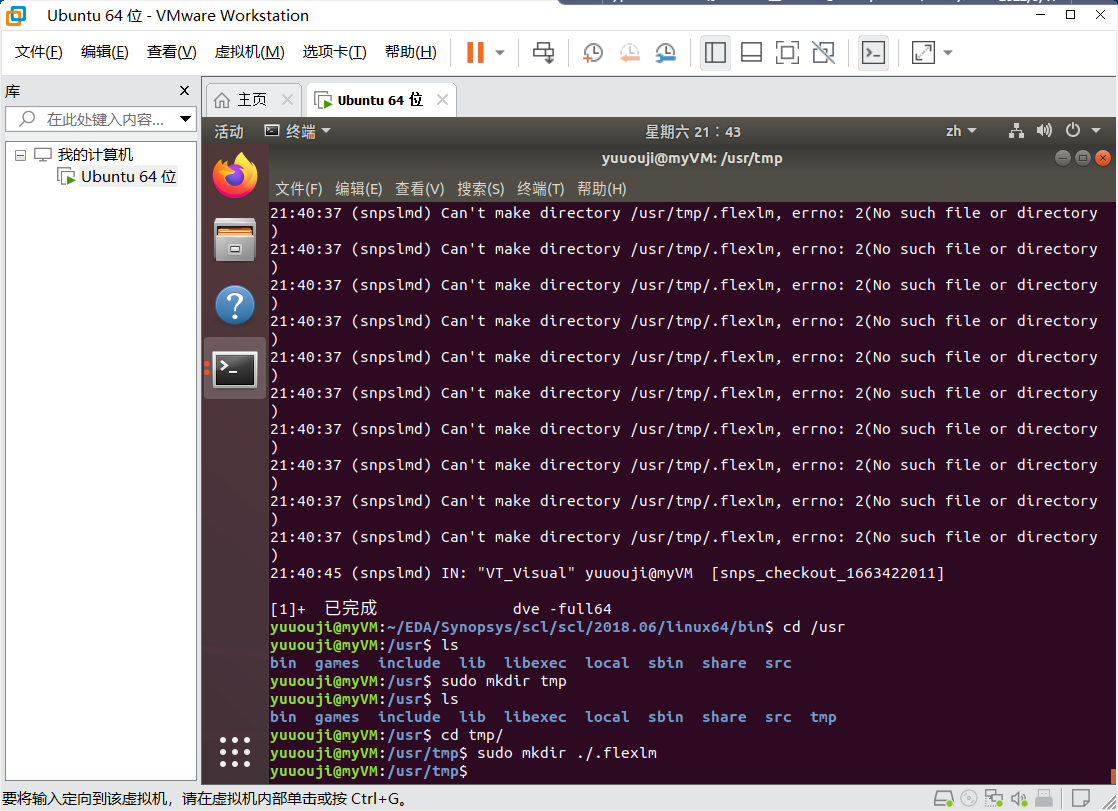 Ubuntu 64 位 - VMware Workstation
文件(F) 编辑(E) 查看(V) 虚拟机(M) 选项卡(T) 帮助(H)
库
在此处键入内容...
我的计算机
Ubuntu 64 位
主页
Ubuntu 64 位
活动 终端 星期六 21：43 zh
yuuouji@myVM: /usr/tmp
文件(F) 编辑(E) 查看(V) 搜索(S) 终端(T) 帮助(H)
21:40:37 (snpslmd) Can't make directory /usr/tmp/.flexlm, errno: 2(No such file or directory
)
21:40:37 (snpslmd) Can't make directory /usr/tmp/.flexlm, errno: 2(No such file or directory
)
21:40:37 (snpslmd) Can't make directory /usr/tmp/.flexlm, errno: 2(No such file or directory
)
21:40:37 (snpslmd) Can't make directory /usr/tmp/.flexlm, errno: 2(No such file or directory
)
21:40:37 (snpslmd) Can't make directory /usr/tmp/.flexlm, errno: 2(No such file or directory
)
21:40:37 (snpslmd) Can't make directory /usr/tmp/.flexlm, errno: 2(No such file or directory
)
21:40:37 (snpslmd) Can't make directory /usr/tmp/.flexlm, errno: 2(No such file or directory
)
21:40:37 (snpslmd) Can't make directory /usr/tmp/.flexlm, errno: 2(No such file or directory
)
21:40:37 (snpslmd) Can't make directory /usr/tmp/.flexlm, errno: 2(No such file or directory
)
21:40:37 (snpslmd) Can't make directory /usr/tmp/.flexlm, errno: 2(No such file or directory
)
21:40:45 (snpslmd) IN: "VT_Visual" yuuouji@myVM  [snps_checkout_1663422011]
[1]+  已完成               dve -full64
yuuouji@myVM:~/EDA/Synopsys/scl/scl/2018.06/linux64/bin$ cd /usr
yuuouji@myVM:/usr$ ls
bin  games  include  lib  libexec  local  sbin  share  src
yuuouji@myVM:/usr$ sudo mkdir tmp
yuuouji@myVM:/usr$ ls
bin  games  include  lib  libexec  local  sbin  share  src  tmp
yuuouji@myVM:/usr$ cd tmp/
yuuouji@myVM:/usr/tmp$ sudo mkdir ./.flexlm
yuuouji@myVM:/usr/tmp$
要将输入定向到该虚拟机，请在虚拟机内部单击或按 Ctrl+G。